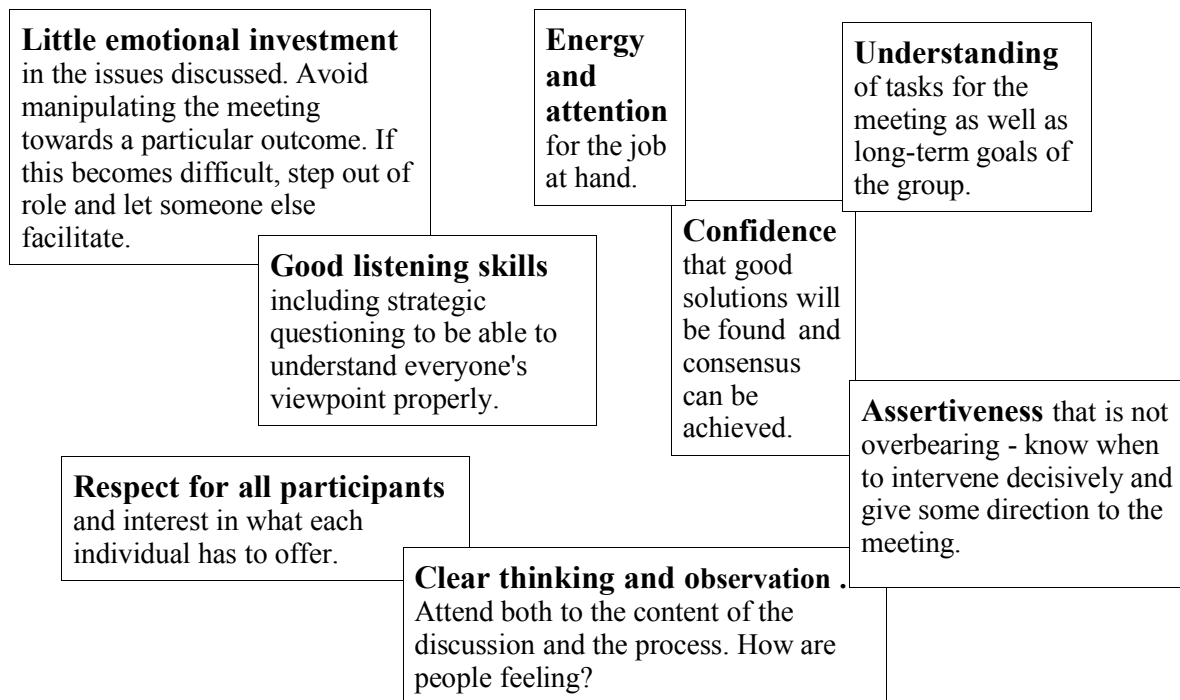 Little emotional investment
in the issues discussed. Avoid
manipulating the meeting
towards a particular outcome. If
this becomes difficult, step out of
role and let someone else
facilitate.
Energy
and
attention
for the job
at hand.
Understanding
of tasks for the
meeting as well as
long-term goals of
the group.
Good listening skills
including strategic
questioning to be able to
understand everyone's
viewpoint properly.
Confidence
that good
solutions will
be found and
consensus
can be
achieved.
Assertiveness that is not
overbearing - know when
to intervene decisively and
give some direction to the
meeting.
Respect for all participants
and interest in what each
individual has to offer.
Clear thinking and observation .
Attend both to the content of the
discussion and the process. How are
people feeling?